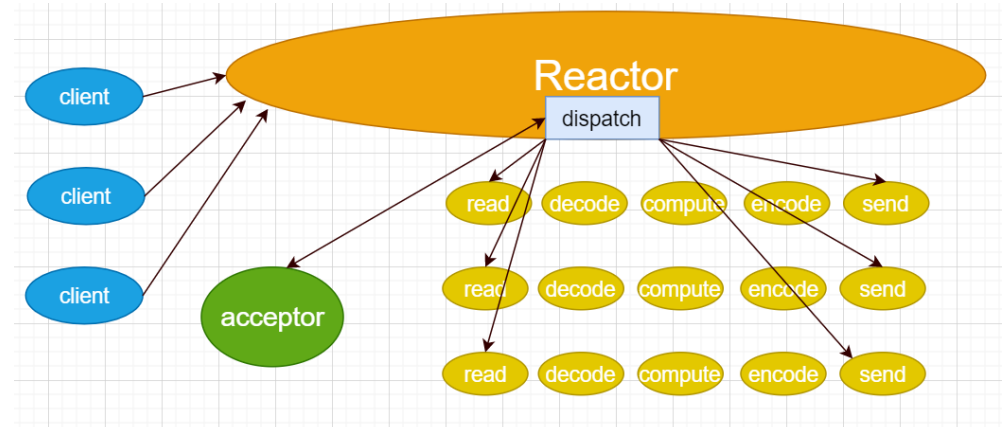 Reactor
dispatch
client
client
client
acceptor
read decode compute encode send
read decode compute encode send
read decode compute encode send